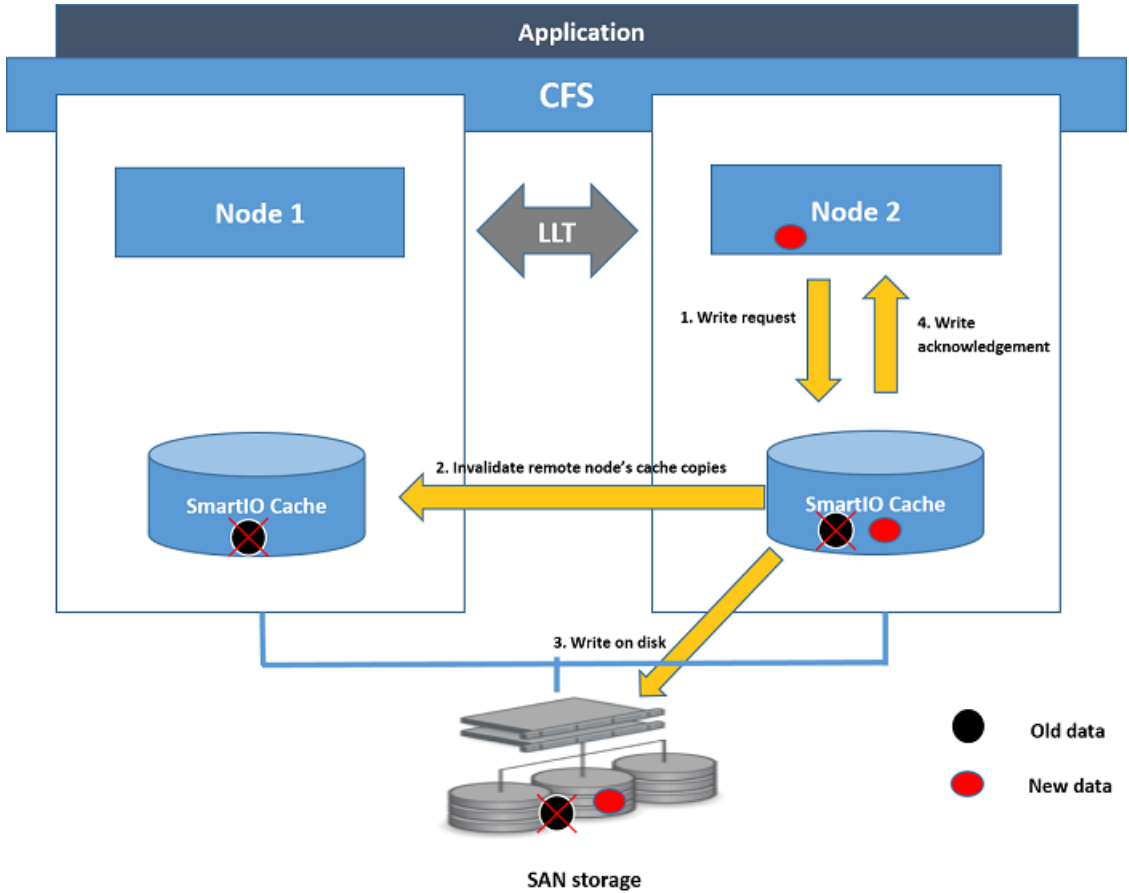 Application
CFS
Node 1
LLT
Node 2
1. Write request
4. Write
acknowledgement
2. Invalidate remote node's cache copies
SmartIO Cache
SmartIO Cache
3. Write on disk
Old data
New data
SAN storage